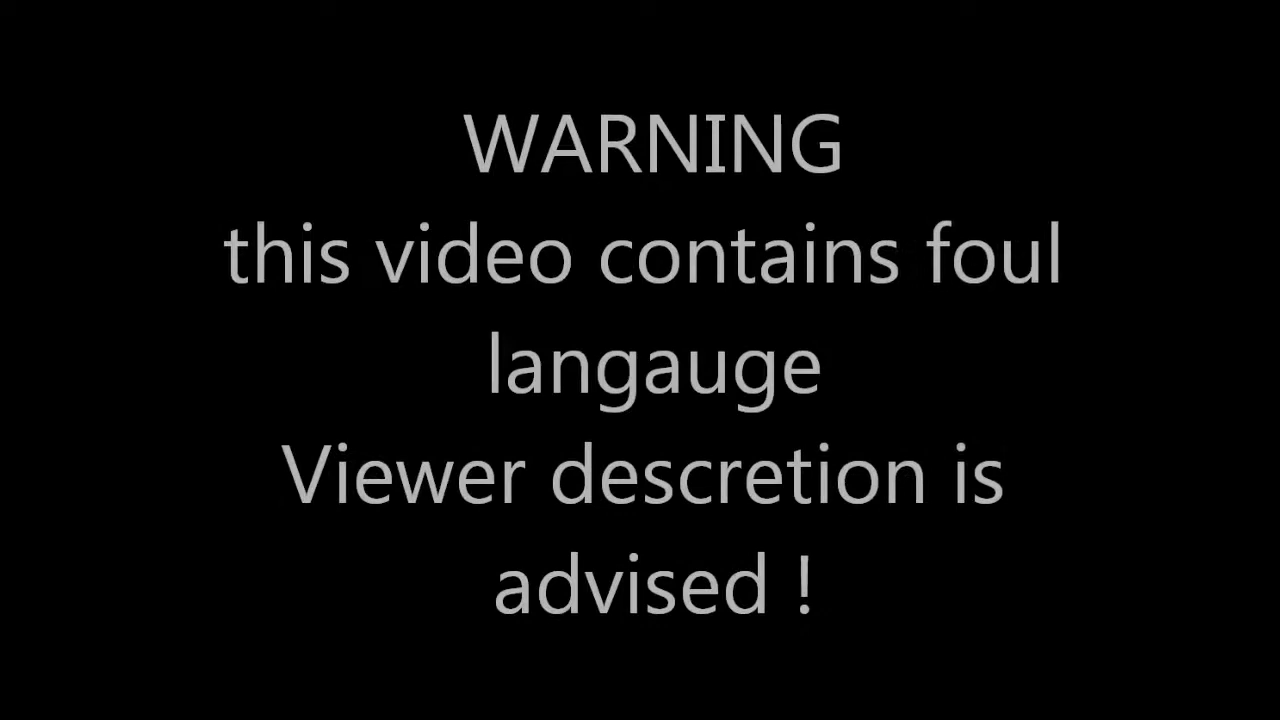 WARNING
this video contains foul
langauge
Viewer descretion is
advised !